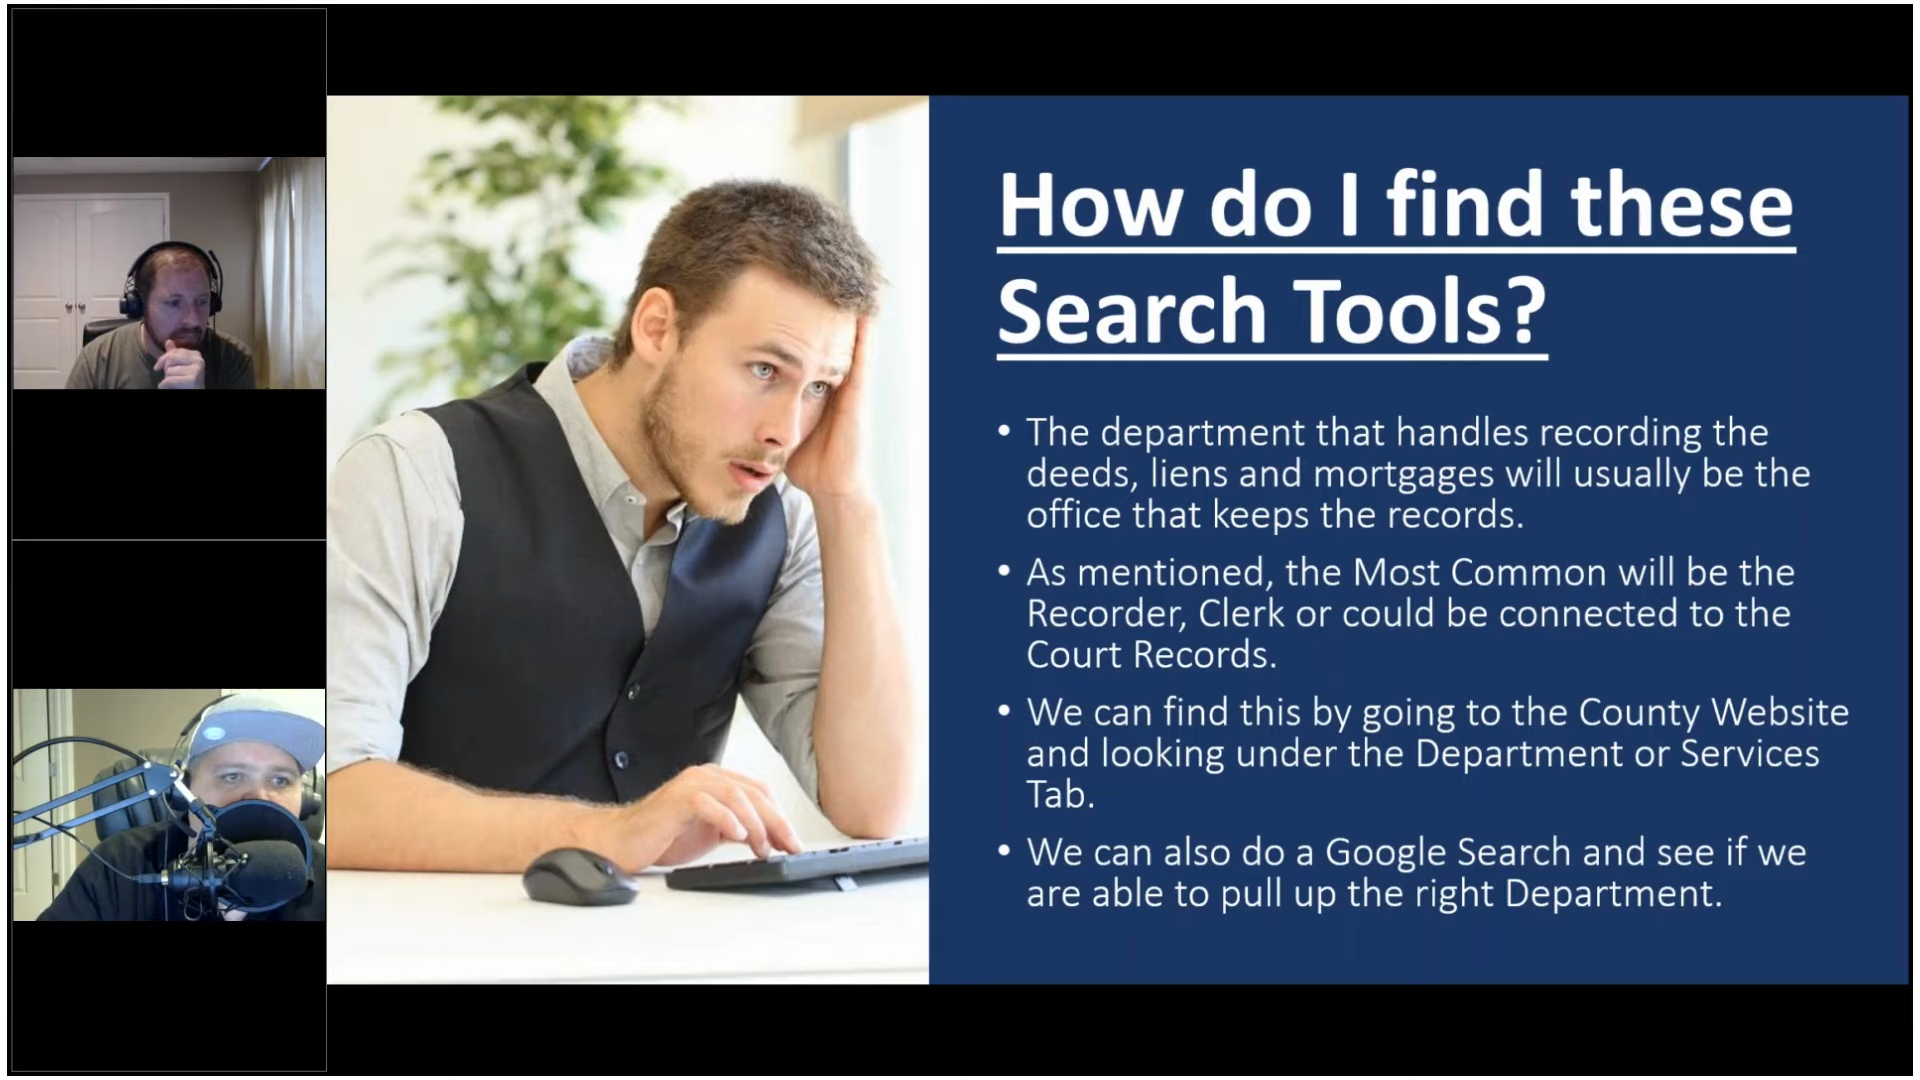 How do I find these
Search Tools?
• The department that handles recording the
deeds, liens and mortgages will usually be the
office that keeps the records.
• As mentioned, the Most Common will be the
Recorder, Clerk or could be connected to the
Court Records.
• We can find this by going to the County Website
and looking under the Department or Services
Tab.
• We can also do a Google Search and see if we
are able to pull up the right Department.